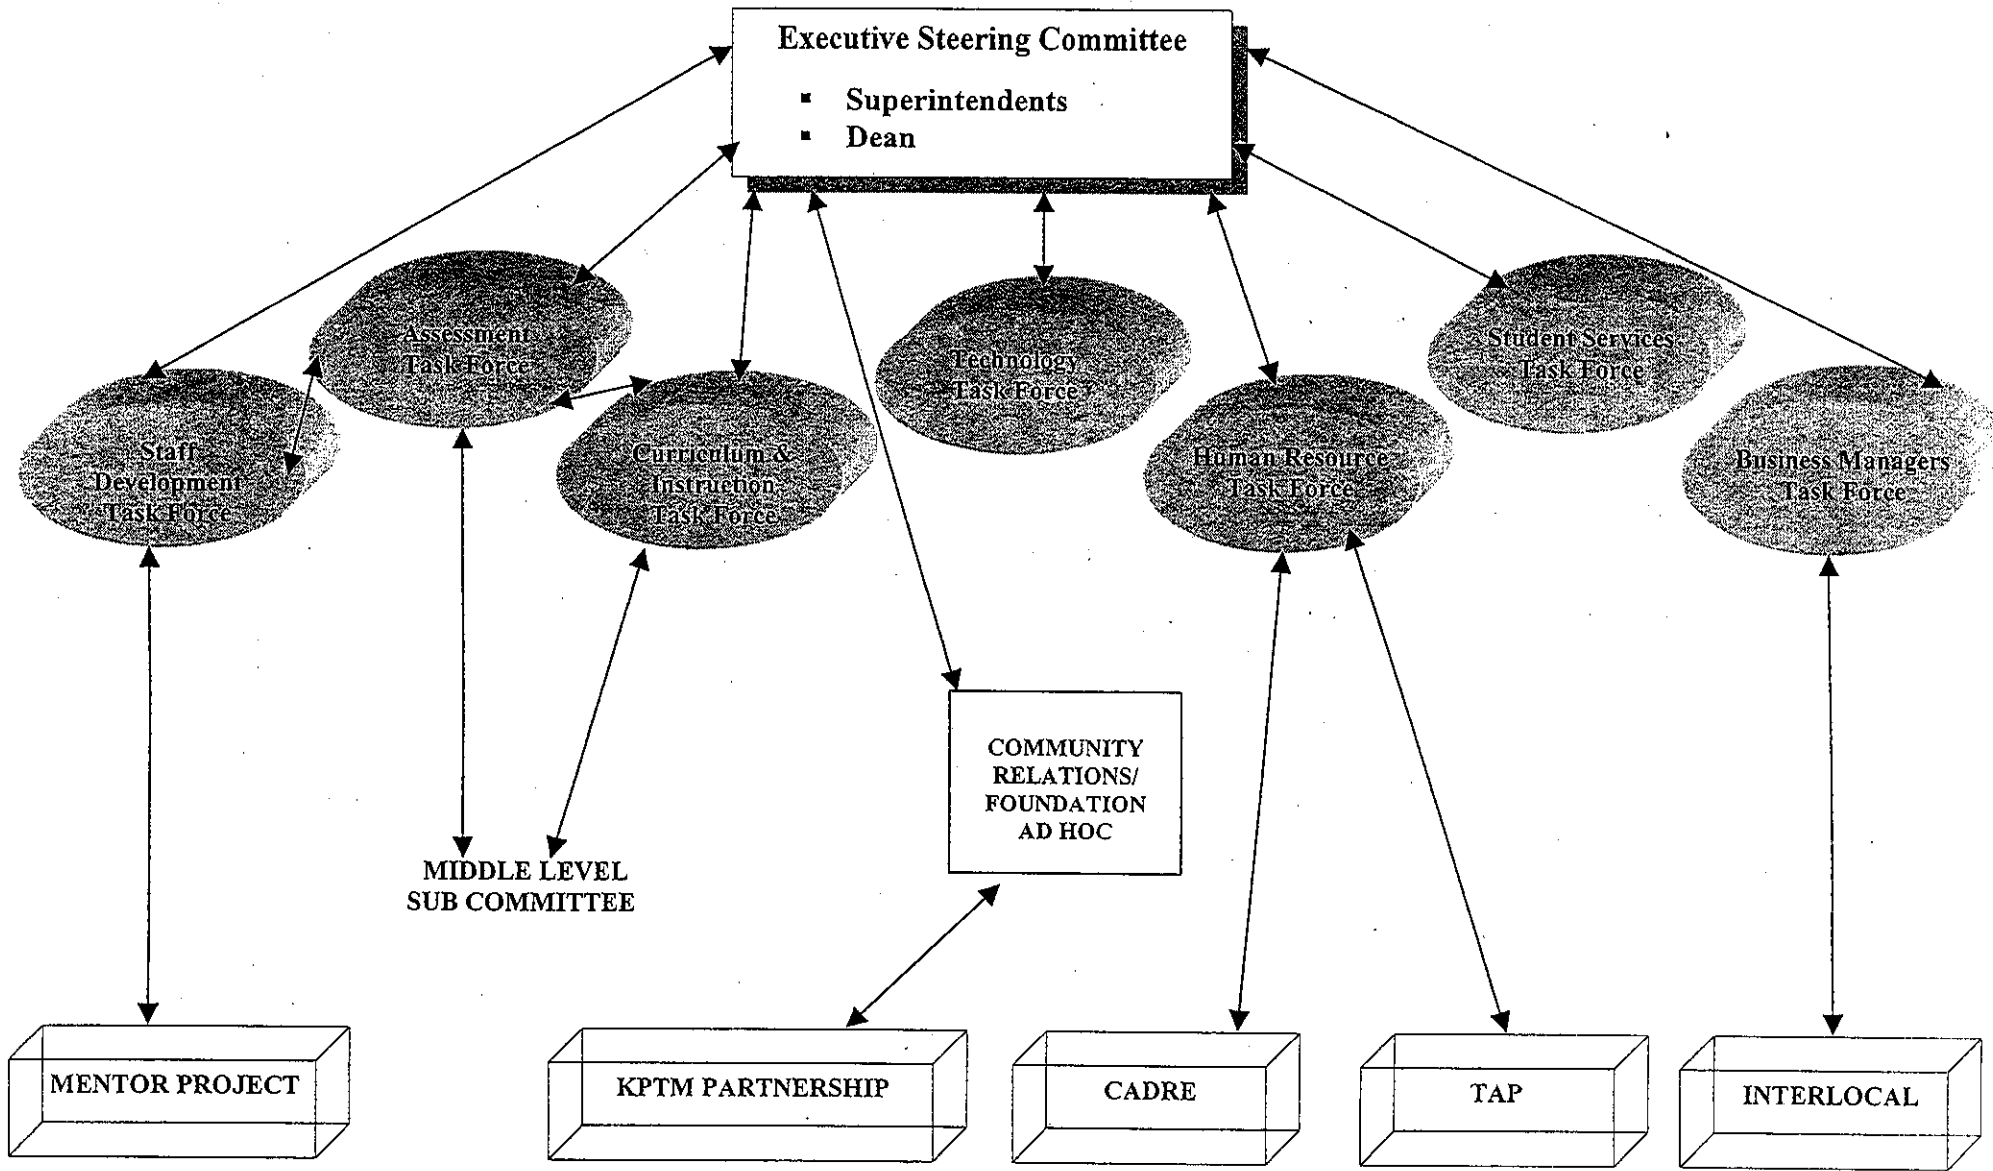 Executive Steering Committee
▪ Superintendents
▪ Dean
Assessment
Task Force
Technology
Task Force
Student Services
Task Force
Staff
Development
Task Force
Curriculum &
Instruction
Task Force
Human Resource
Task Force
Business Managers
Task Force
COMMUNITY
RELATIONS/
FOUNDATION
AD HOC
MIDDLE LEVEL
SUB COMMITTEE
MENTOR PROJECT
KPTM PARTNERSHIP
CADRE
TAP
INTERLOCAL